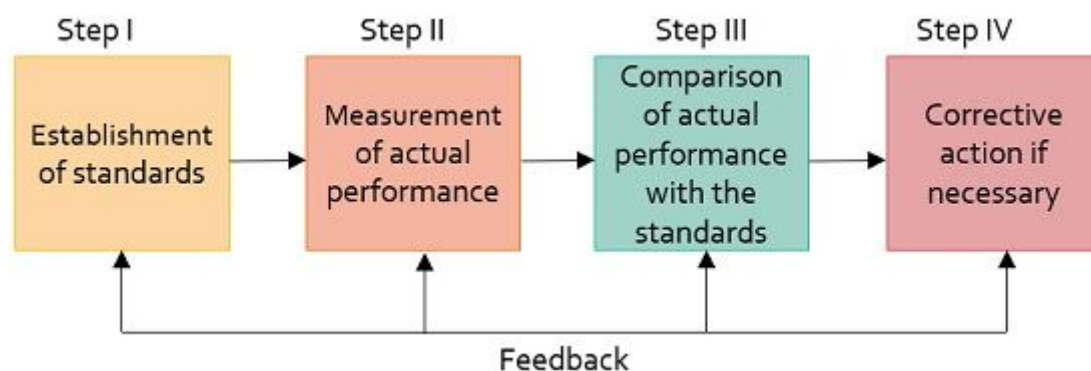 Step I
Step II
Step III
Step IV
Establishment
of standards
Measurement
of actual
performance
Comparison
of actual
performance
with the
standards
Corrective
action if
necessary
Feedback